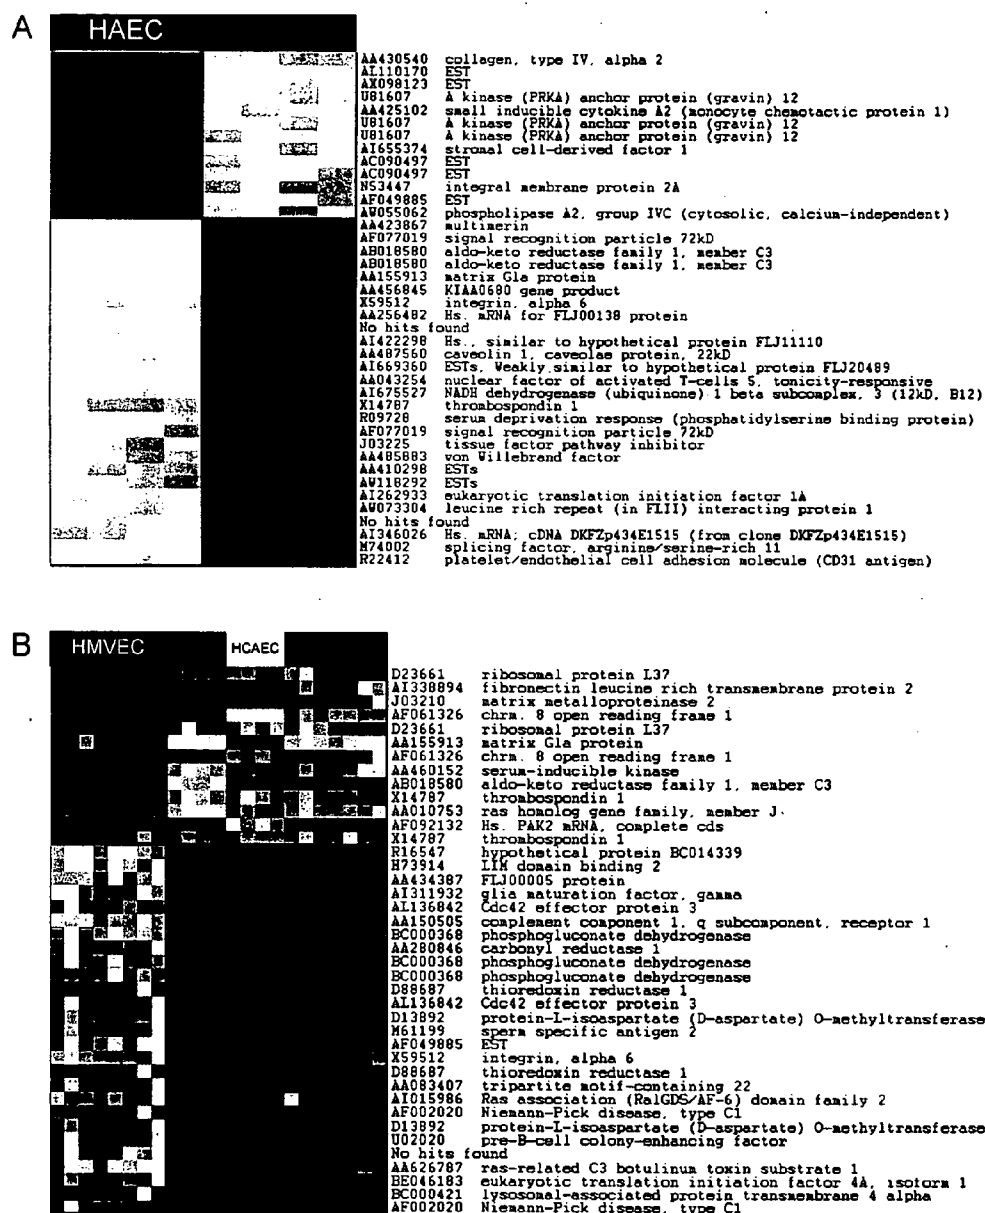 A
HAEC
AA430540 collagen, type IV, alpha 2
AL110170 EST
AX098123 EST
U81607 A kinase (PRKA) anchor protein (gravin) 12
AA425102 small inducible cytokine A2 (monocyte chemotactic protein 1)
U81607 A kinase (PRKA) anchor protein (gravin) 12
U81607 A kinase (PRKA) anchor protein (gravin) 12
AI655374 stromal cell-derived factor 1
AC090497 EST
AC090497 EST
N53447 integral membrane protein 2A
AF049885 EST
AW055062 phospholipase A2, group IVC (cytosolic, calcium-independent)
AA423867 multimerin
AF077019 signal recognition particle 72kD
AB018580 aldo-keto reductase family 1, member C3
AB018580 aldo-keto reductase family 1, member C3
AA155913 matrix Gla protein
AA456845 KIAA0680 gene product
X59512 integrin, alpha 6
AA256482 Hs. mRNA for FLJ00138 protein
No hits found
AI422298 Hs., similar to hypothetical protein FLJ11110
AA487560 caveolin 1, caveolae protein, 22kD
AI669360 ESTs, Weakly similar to hypothetical protein FLJ20489
AA043254 nuclear factor of activated T-cells 5, tonicity-responsive
AI675527 NADH dehydrogenase (ubiquinone) 1 beta subcomplex, 3 (12kD, B12)
X14787 thrombospondin 1
R09728 serum deprivation response (phosphatidylserine binding protein)
AF077019 signal recognition particle 72kD
J03225 tissue factor pathway inhibitor
AA485883 von Willebrand factor
AA410298 ESTs
AW118292 ESTs
AI262933 eukaryotic translation initiation factor 1A
AW073304 leucine rich repeat (in FLII) interacting protein 1
No hits found
AI346026 Hs. mRNA; cDNA DKFZp434E1515 (from clone DKFZp434E1515)
M74002 splicing factor, arginine/serine-rich 11
R22412 platelet/endothelial cell adhesion molecule (CD31 antigen)
B
HMVEC HCAEC
D23661 ribosomal protein L37
AI338894 fibronectin leucine rich transmembrane protein 2
J03210 matrix metalloproteinase 2
AF061326 chrm. 8 open reading frame 1
D23661 ribosomal protein L37
AA155913 matrix Gla protein
AF061326 chrm. 8 open reading frame 1
AA460152 serum-inducible kinase
AB018580 aldo-keto reductase family 1, member C3
X14787 thrombospondin 1
AA010753 ras homolog gene family, member J
AF092132 Hs. PAK2 mRNA, complete cds
X14787 thrombospondin 1
R16547 hypothetical protein BC014339
H73914 LIM domain binding 2
AA434387 FLJ00005 protein
AI311932 glia maturation factor, gamma
AL136842 Cdc42 effector protein 3
AA150505 complement component 1, q subcomponent, receptor 1
BC000368 phosphogluconate dehydrogenase
AA280846 carbonyl reductase 1
BC000368 phosphogluconate dehydrogenase
BC000368 phosphogluconate dehydrogenase
D88687 thioredoxin reductase 1
AL136842 Cdc42 effector protein 3
D13892 protein-L-isoaspartate (D-aspartate) O-methyltransferase
M61199 sperm specific antigen 2
AF049885 EST
X59512 integrin, alpha 6
D88687 thioredoxin reductase 1
AA083407 tripartite motif-containing 22
AI015986 Ras association (RalGDS/AF-6) domain family 2
AF002020 Niemann-Pick disease, type C1
D13892 protein-L-isoaspartate (D-aspartate) O-methyltransferase
U02020 pre-B-cell colony-enhancing factor
No hits found
AA626787 ras-related C3 botulinum toxin substrate 1
BE046183 eukaryotic translation initiation factor 4A, isoform 1
BC000421 lysosomal-associated protein transmembrane 4 alpha
AF002020 Niemann-Pick disease, type C1